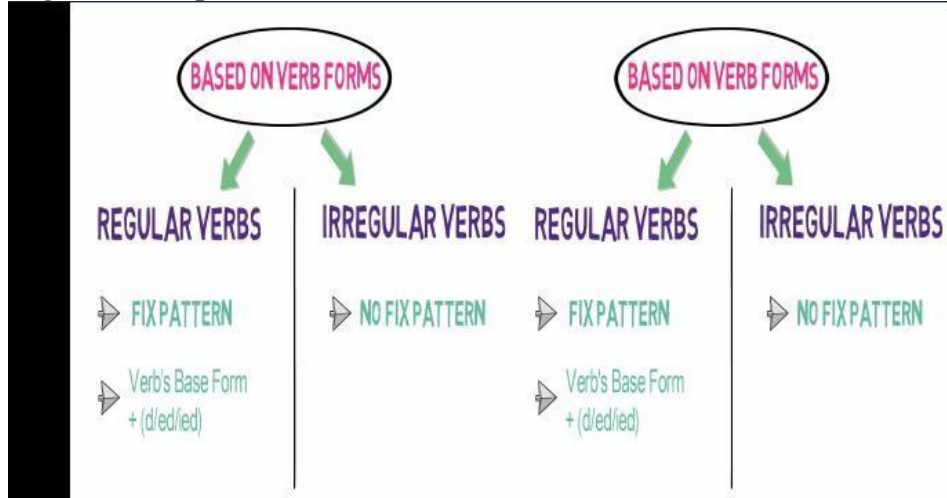 BASED ON VERB FORMS
REGULAR VERBS
FIX PATTERN
Verb's Base Form
+ (d/ed/ied)
IRREGULAR VERBS
NO FIX PATTERN
BASED ON VERB FORMS
REGULAR VERBS
FIX PATTERN
Verb's Base Form
+ (d/ed/ied)
IRREGULAR VERBS
NO FIX PATTERN